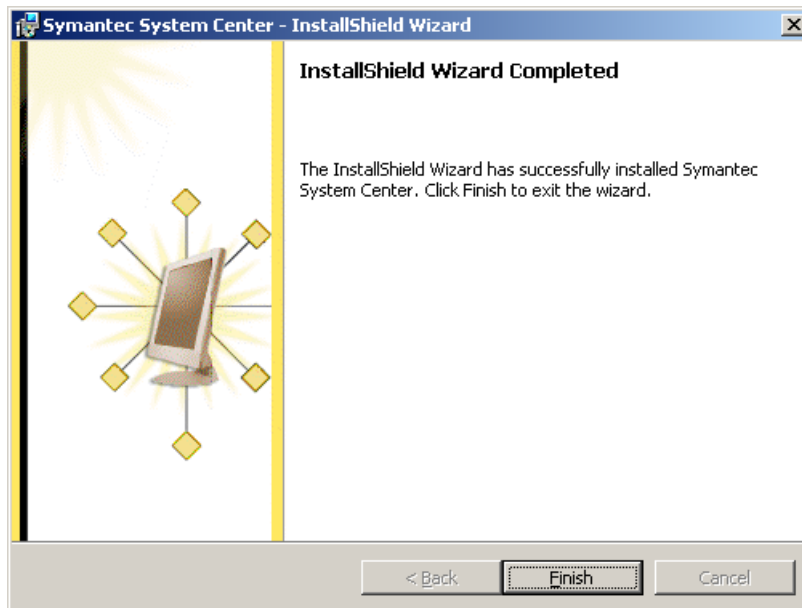 Symantec System Center - InstallShield Wizard
InstallShield Wizard Completed
The InstallShield Wizard has successfully installed Symantec
System Center. Click Finish to exit the wizard.
< Back Finish Cancel